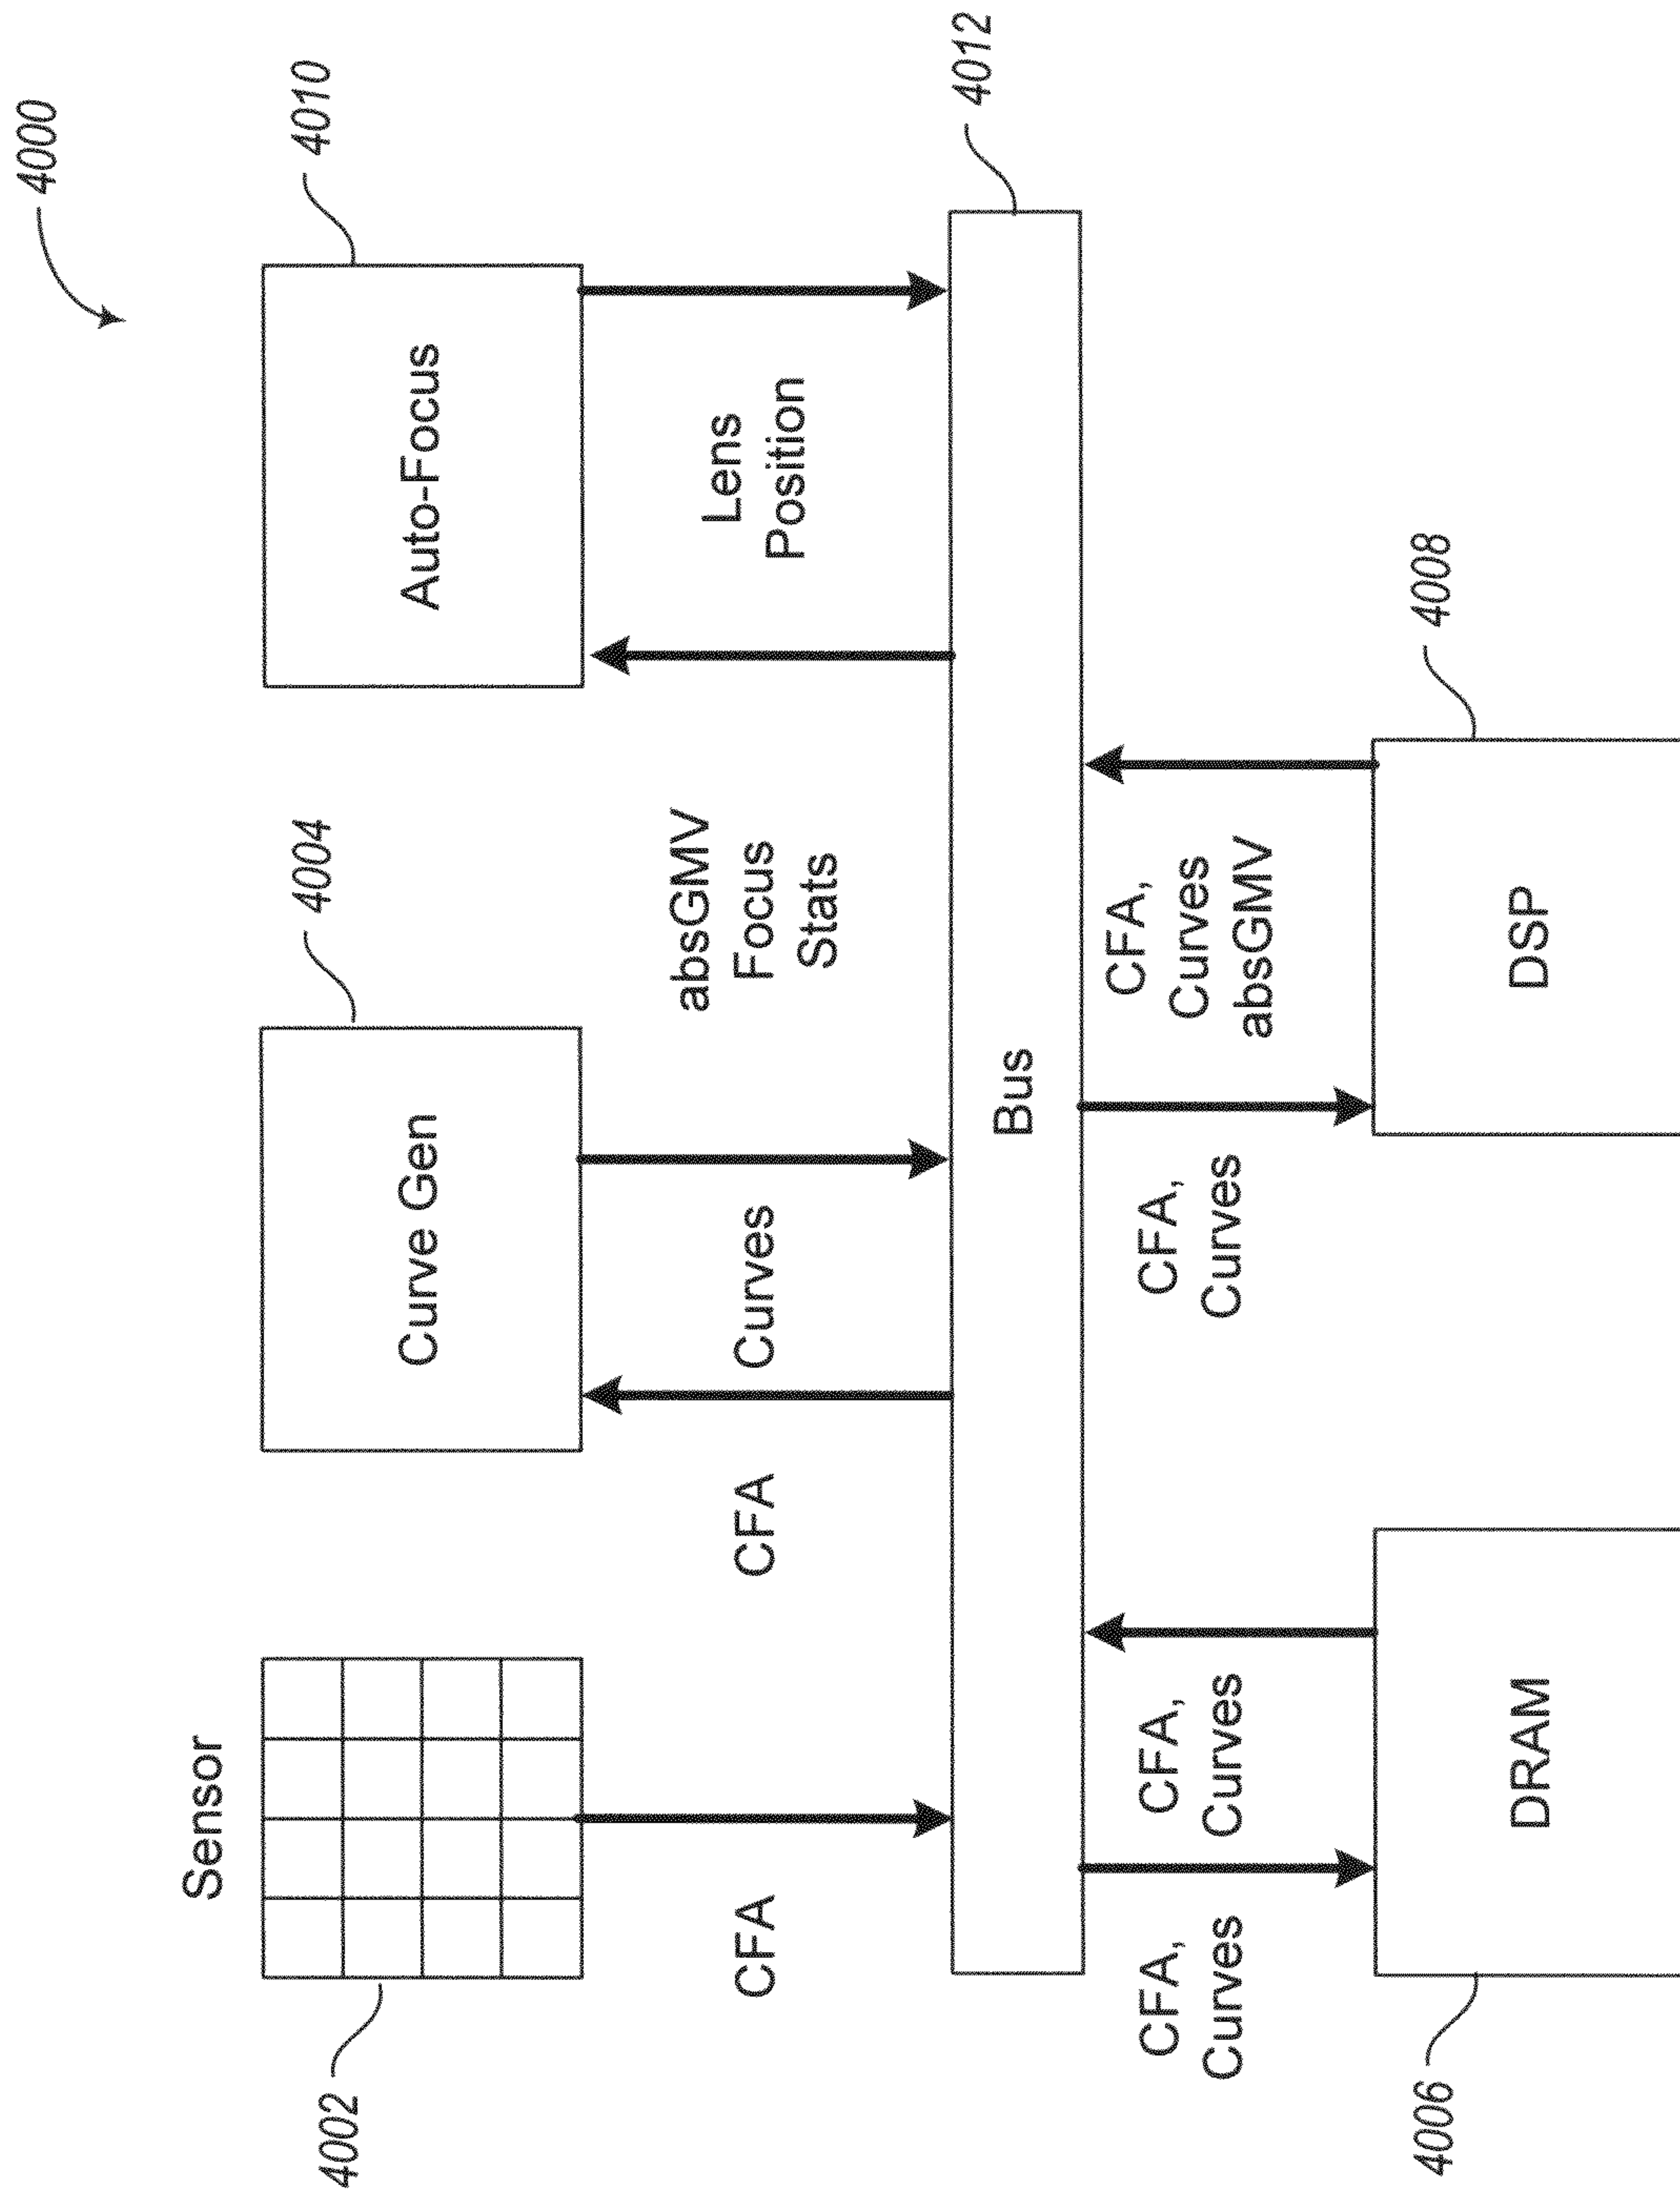 4000
Sensor
4002
4004
4010
Curve Gen
Auto-Focus
CFA
CFA
Curves
absGMV
Focus
Stats
Lens
Position
Bus
4012
CFA,
Curves
CFA,
Curves
CFA,
Curves
CFA,
Curves
absGMV
4006
DRAM
DSP
4008